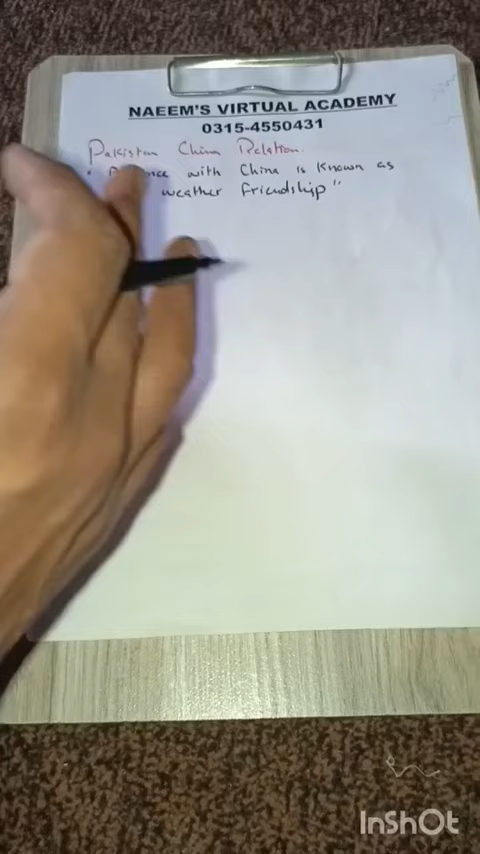 NAEEM'S VIRTUAL ACADEMY
0315-4550431
Pakistan China Relation.
with China is Known as
weather friendship"
InShOt